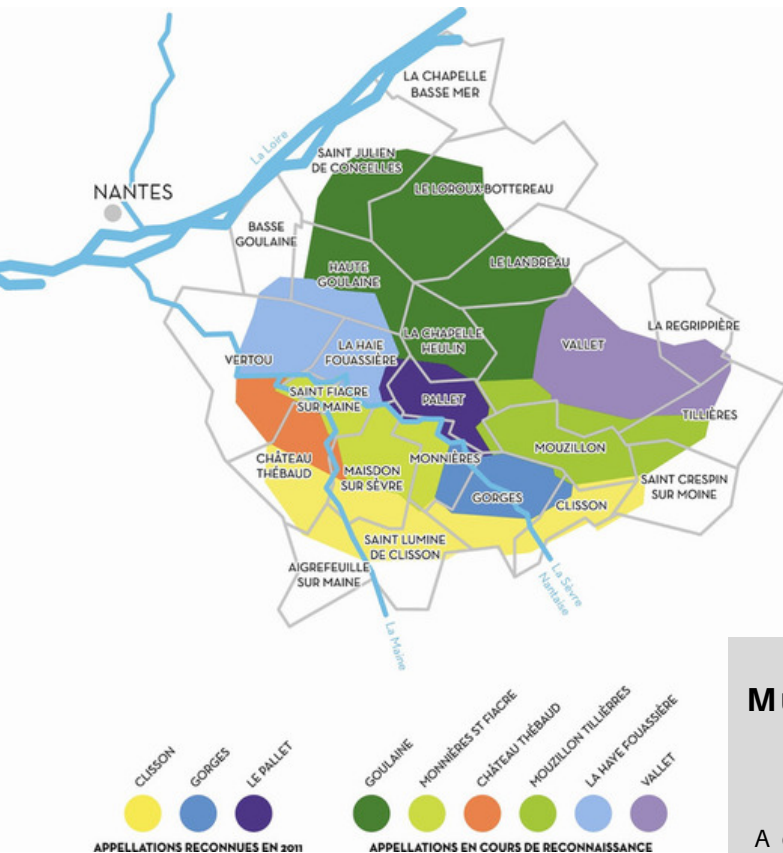 LA CHAPELLE
BASSE MER
La Loire
SAINT JULIEN
DE CONCELLES
NANTES
LE LOROUX-BOTTEREAU
BASSE
GOULAINE
LE LANDREAU
HAUTE
GOULAINE
LA REGRIPPIÈRE
LA CHAPELLE
HEULIN
VALLET
LA HAIE
FOUASSIÈRE
VERTOU
SAINT FIACRE
SUR MAINE
PALLET
TILLIÈRES
MOUZILLON
CHÂTEAU
THÉBAUD
MONNIÈRES
MAISDON
SUR SÈVRE
SAINT CRESPIN
SUR MOINE
GORGES
CLISSON
SAINT LUMINE
DE CLISSON
AIGREFEUILLE
SUR MAINE
La Sèvre
Nantaise
La Maine
CLISSON
GORGES
LE PALLET
GOULAINE
MONNIÈRES ST FIACRE
CHÂTEAU THÉBAUD
MOUZILLON TILLIÈRRES
LA HAYE FOUASSIÈRE
VALLET
APPELLATIONS RECONNUES EN 2011
APPELLATIONS EN COURS DE RECONNAISSANCE
A